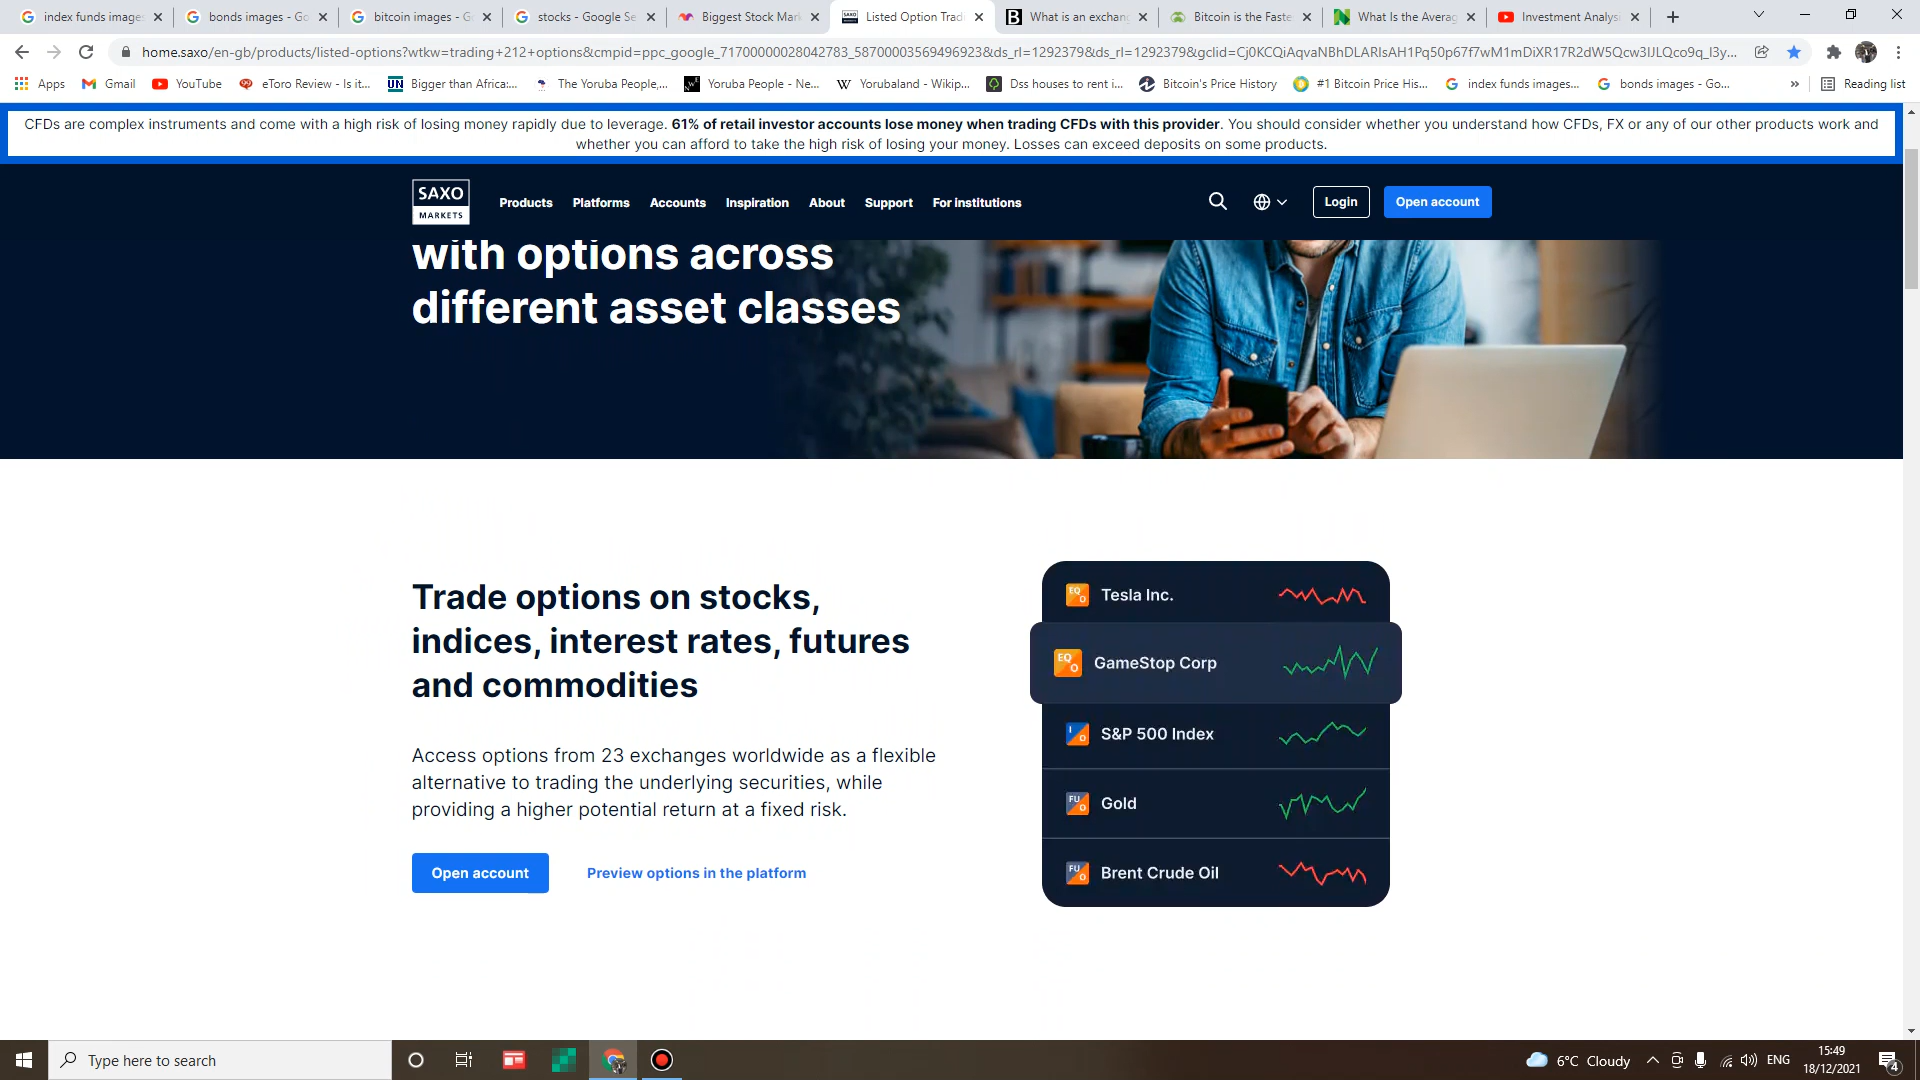 index funds images
bonds images - Go
bitcoin images - G
stocks - Google Se
Biggest Stock Mar
Listed Option Trad
What is an exchan
Bitcoin is the Faste
What Is the Averag
Investment Analysi
home.saxo/en-gb/products/listed-options?wtkw=trading+212+options&cmpid=ppc_google_71700000028042783_58700003569496923&ds_rl=1292379&ds_rl=1292379&gclid=Cj0KCQiAqvaNBhDLARIsAH1Pq50p67f7wM1mDiXR17R2dW5Qcw3IJLQco9q_I3y...
Apps
Gmail
YouTube
eToro Review - Is it...
UN
Bigger than Africa:...
The Yoruba People,...
Yoruba People - Ne...
W
Yorubaland - Wikip...
Dss houses to rent i...
Bitcoin's Price History
#1 Bitcoin Price His...
index funds images...
bonds images - Go...
»
Reading list
CFDs are complex instruments and come with a high risk of losing money rapidly due to leverage. 61% of retail investor accounts lose money when trading CFDs with this provider. You should consider whether you understand how CFDs, FX or any of our other products work and
whether you can afford to take the high risk of losing your money. Losses can exceed deposits on some products.
SAXO
MARKETS
Products
Platforms
Accounts
Inspiration
About
Support
For institutions
Login
Open account
with options across
different asset classes
Trade options on stocks,
indices, interest rates, futures
and commodities
Access options from 23 exchanges worldwide as a flexible
alternative to trading the underlying securities, while
providing a higher potential return at a fixed risk.
Open account
Preview options in the platform
EQ O
Tesla Inc.
EQ O
GameStop Corp
I O
S&P 500 Index
FU O
Gold
FU O
Brent Crude Oil
Type here to search
6°C Cloudy
ENG
15:49
18/12/2021
4